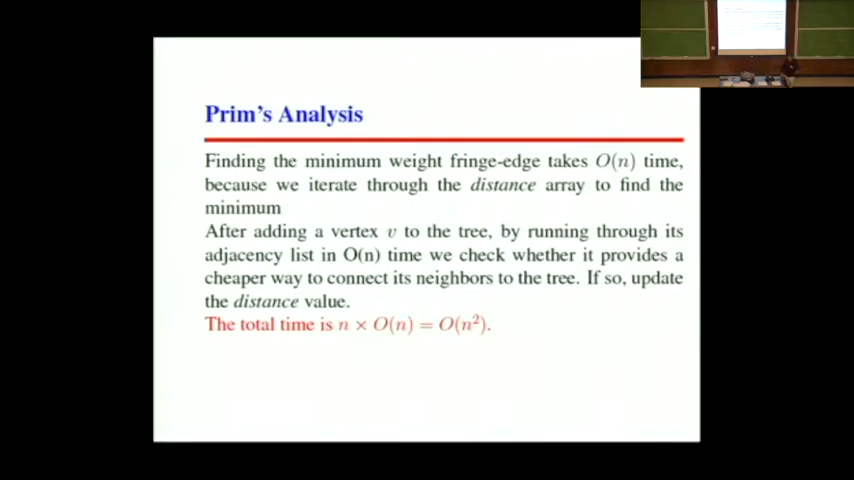 Prim's Analysis
Finding the minimum weight fringe-edge takes O(n) time,
because we iterate through the distance array to find the
minimum
After adding a vertex v to the tree, by running through its
adjacency list in O(n) time we check whether it provides a
cheaper way to connect its neighbors to the tree. If so, update
the distance value.
The total time is n × O(n) = O(n²).